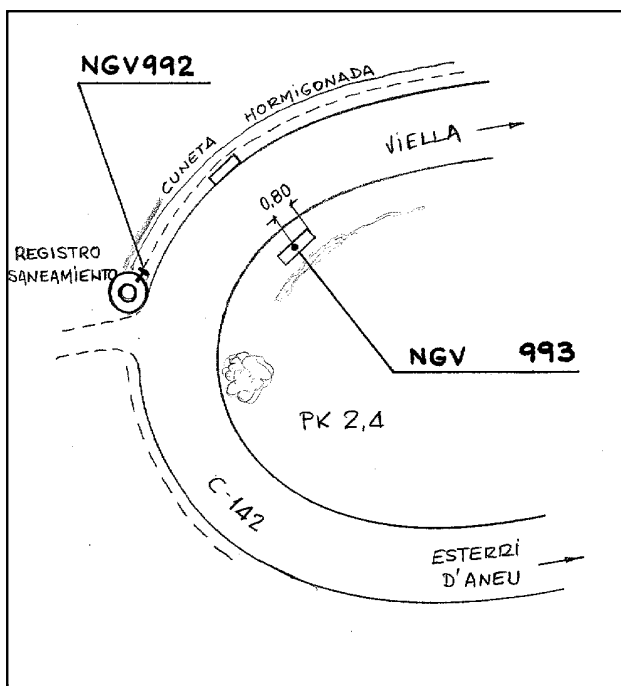 NGV992
CUNETA HORMIGONADA
VIELLA
0,80
REGISTRO
SANEAMIENTO
NGV 993
PK 2,4
C-142
ESTERRI
D'ANEU